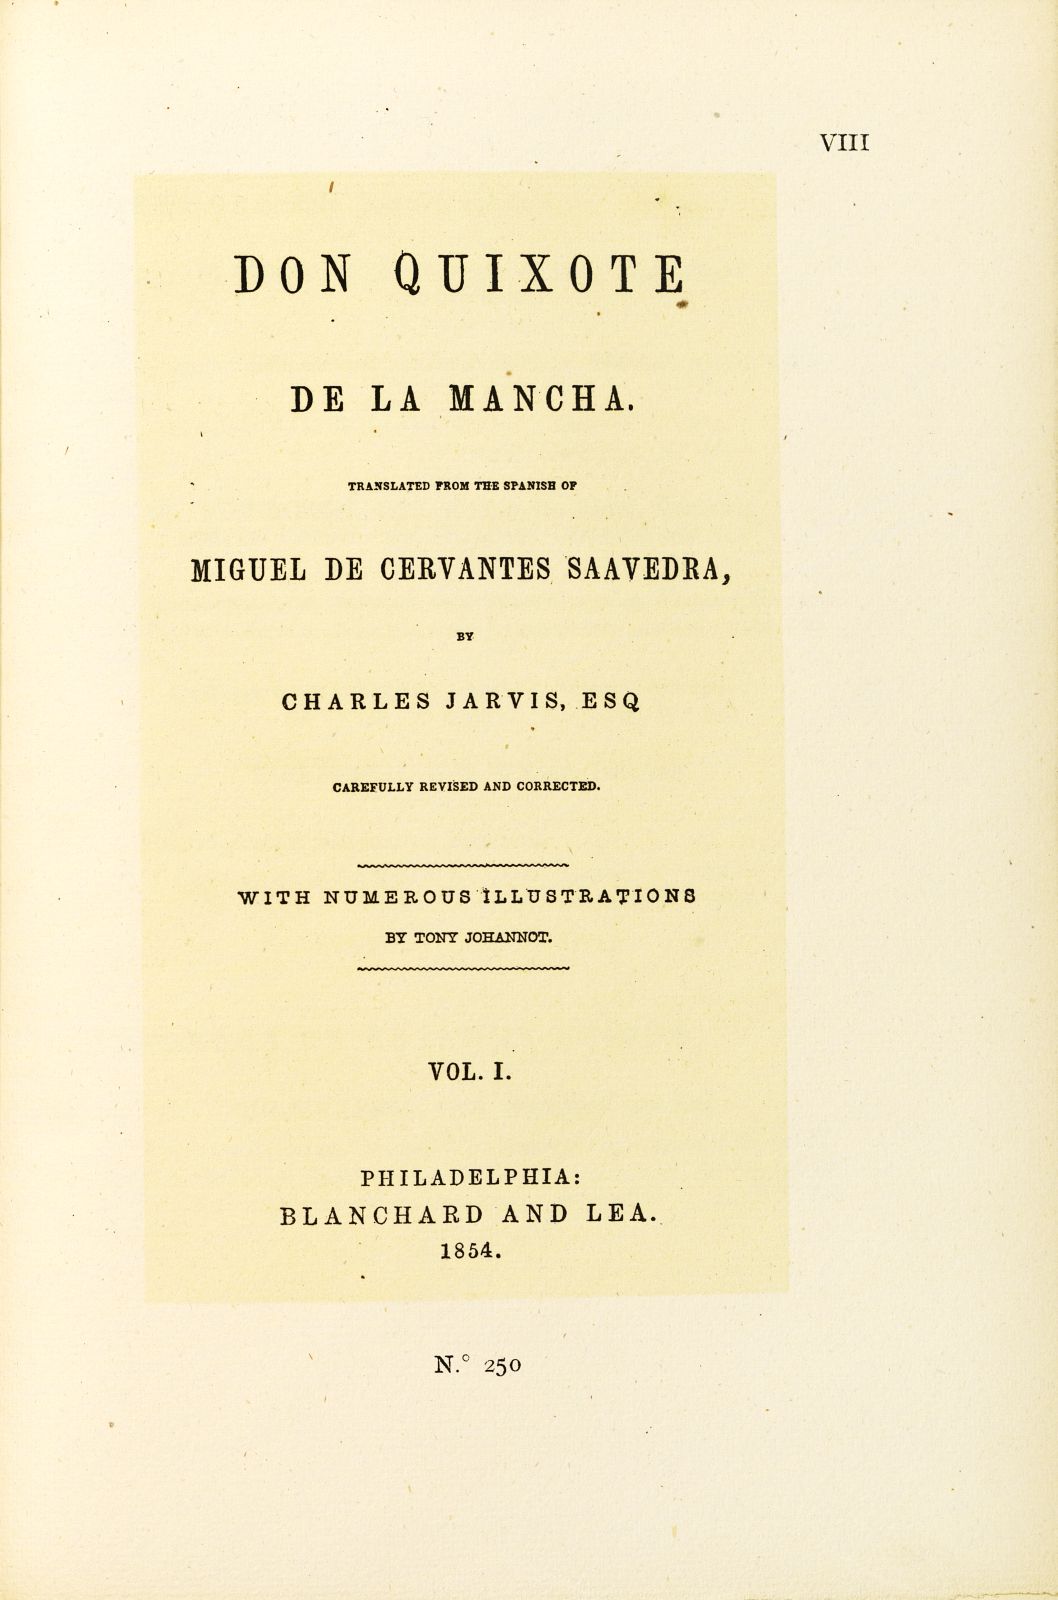 VIII
DON QUIXOTE
DE LA MANCHA.
TRANSLATED FROM THE SPANISH OF
MIGUEL DE CERVANTES SAAVEDRA,
BY
CHARLES JARVIS, ESQ
CAREFULLY REVISED AND CORRECTED.
WITH NUMEROUS ILLUSTRATIONS
BY TONY JOHANNOT.
VOL. I.
PHILADELPHIA:
BLANCHARD AND LEA.
1854.
N.° 250